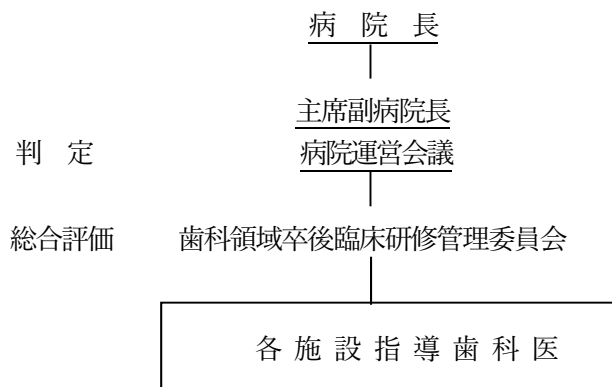 病　院　長
主席副病院長
判　定　病院運営会議
総合評価　歯科領域卒後臨床研修管理委員会
各 施 設 指 導 歯 科 医